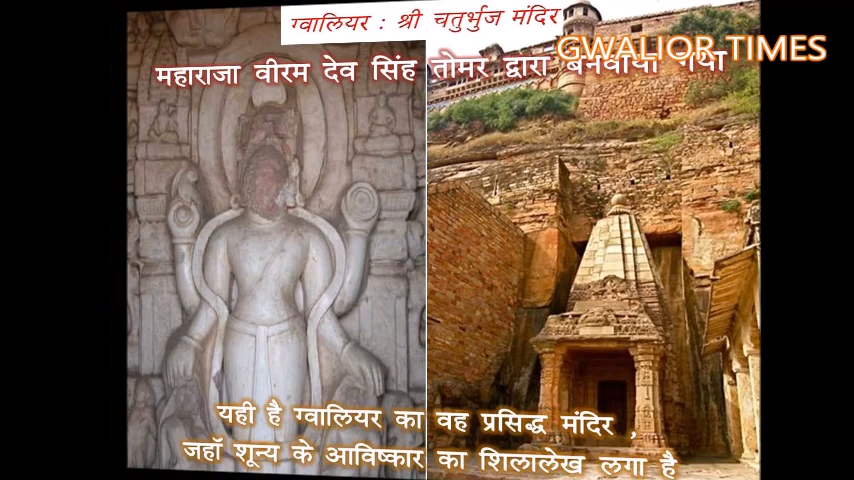 ग्वालियर : श्री चतुर्भुज मंदिर
GWALIOR TIMES
महाराजा वीरम देव सिंह तोमर द्वारा बनवाया गया
यही है ग्वालियर का वह प्रसिद्ध मंदिर ,
जहॉ शून्य के आविष्कार का शिलालेख लगा है